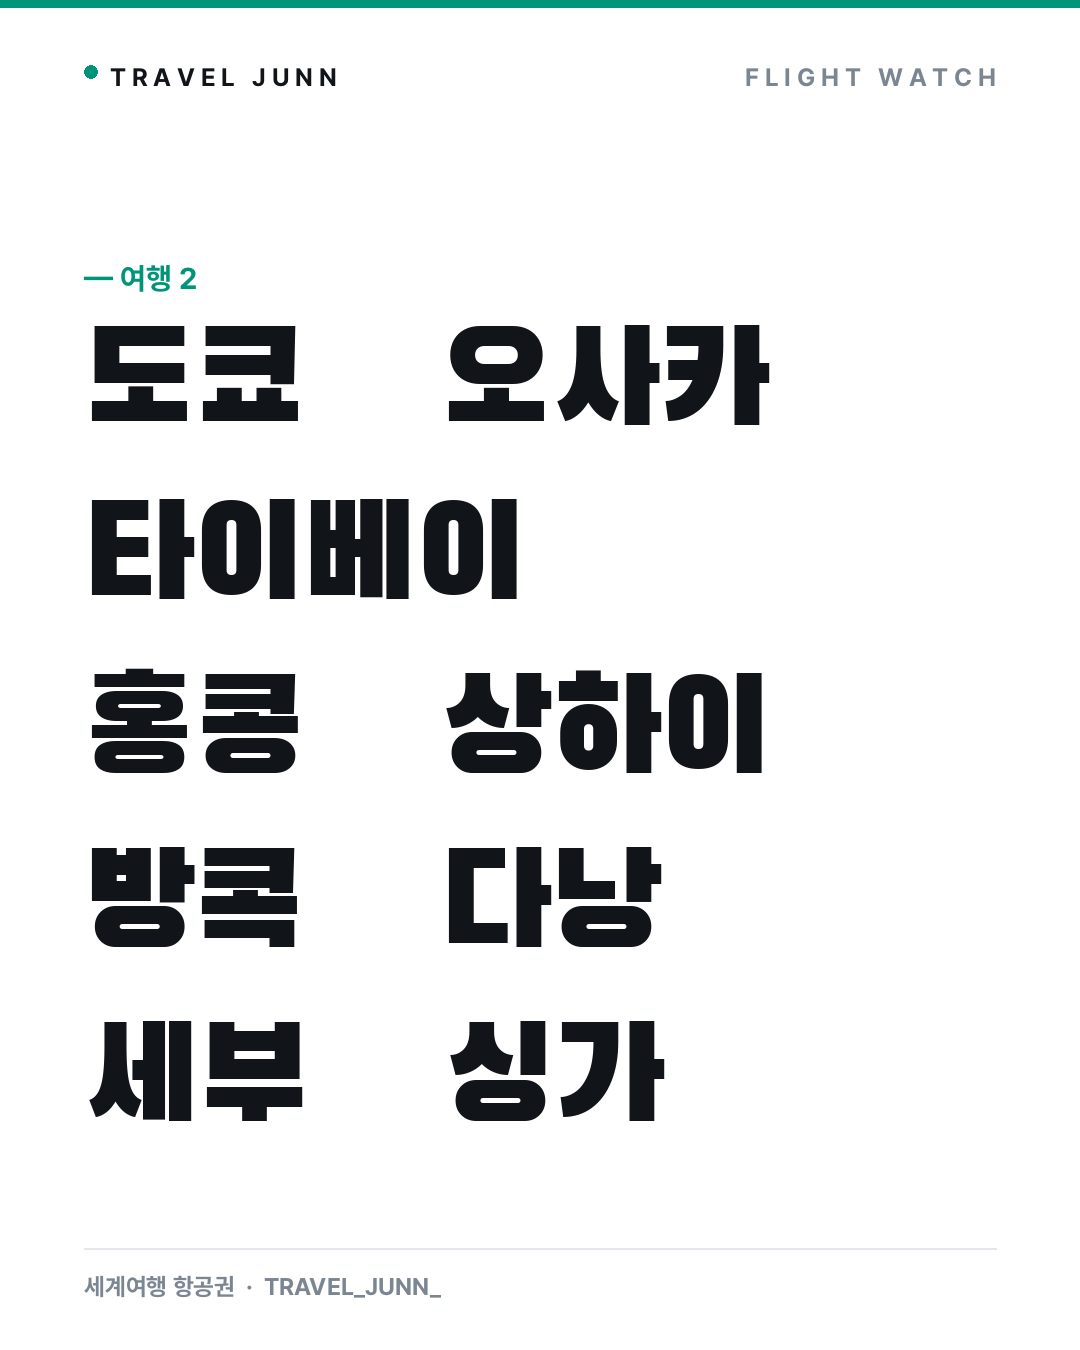 TRAVEL JUNN FLIGHT WATCH
— 여행 2
도쿄 오사카
타이베이
홍콩 상하이
방콕 다낭
세부 싱가
세계여행 항공권 · TRAVEL_JUNN_